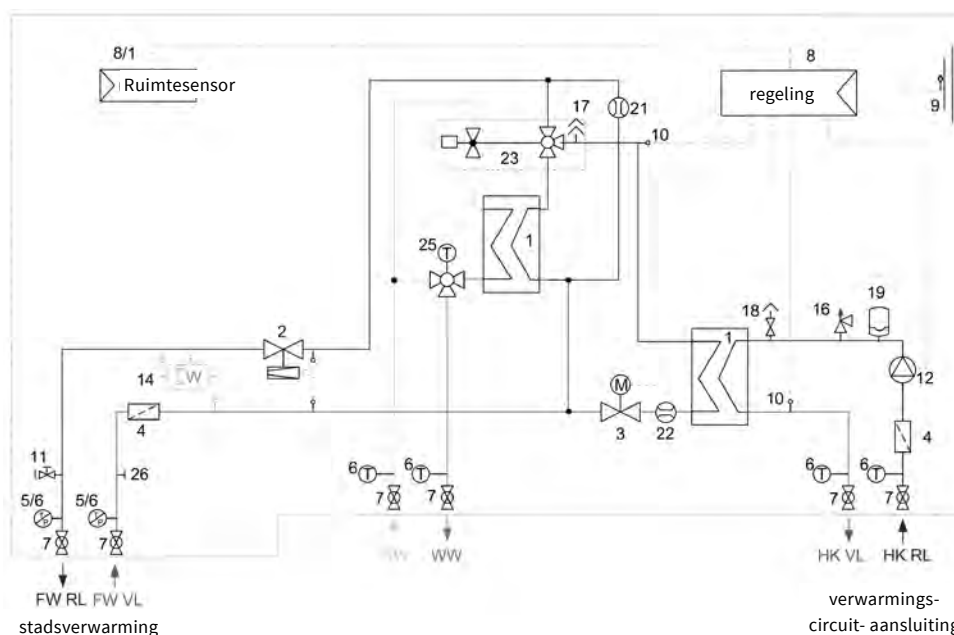 8/1
Ruimtesensor
8
regeling
9
17
21
10
23
1
25
T
2
18
16
19
1
14
W
M
12
4
3
22
10
4
11
26
6 T
6 T
6 T
6 T
5/6
5/6
7
7
7
7
7
7
WW
HK VL
HK RL
FW RL
FW VL
stadsverwarming
verwarmings-
circuit- aansluiting